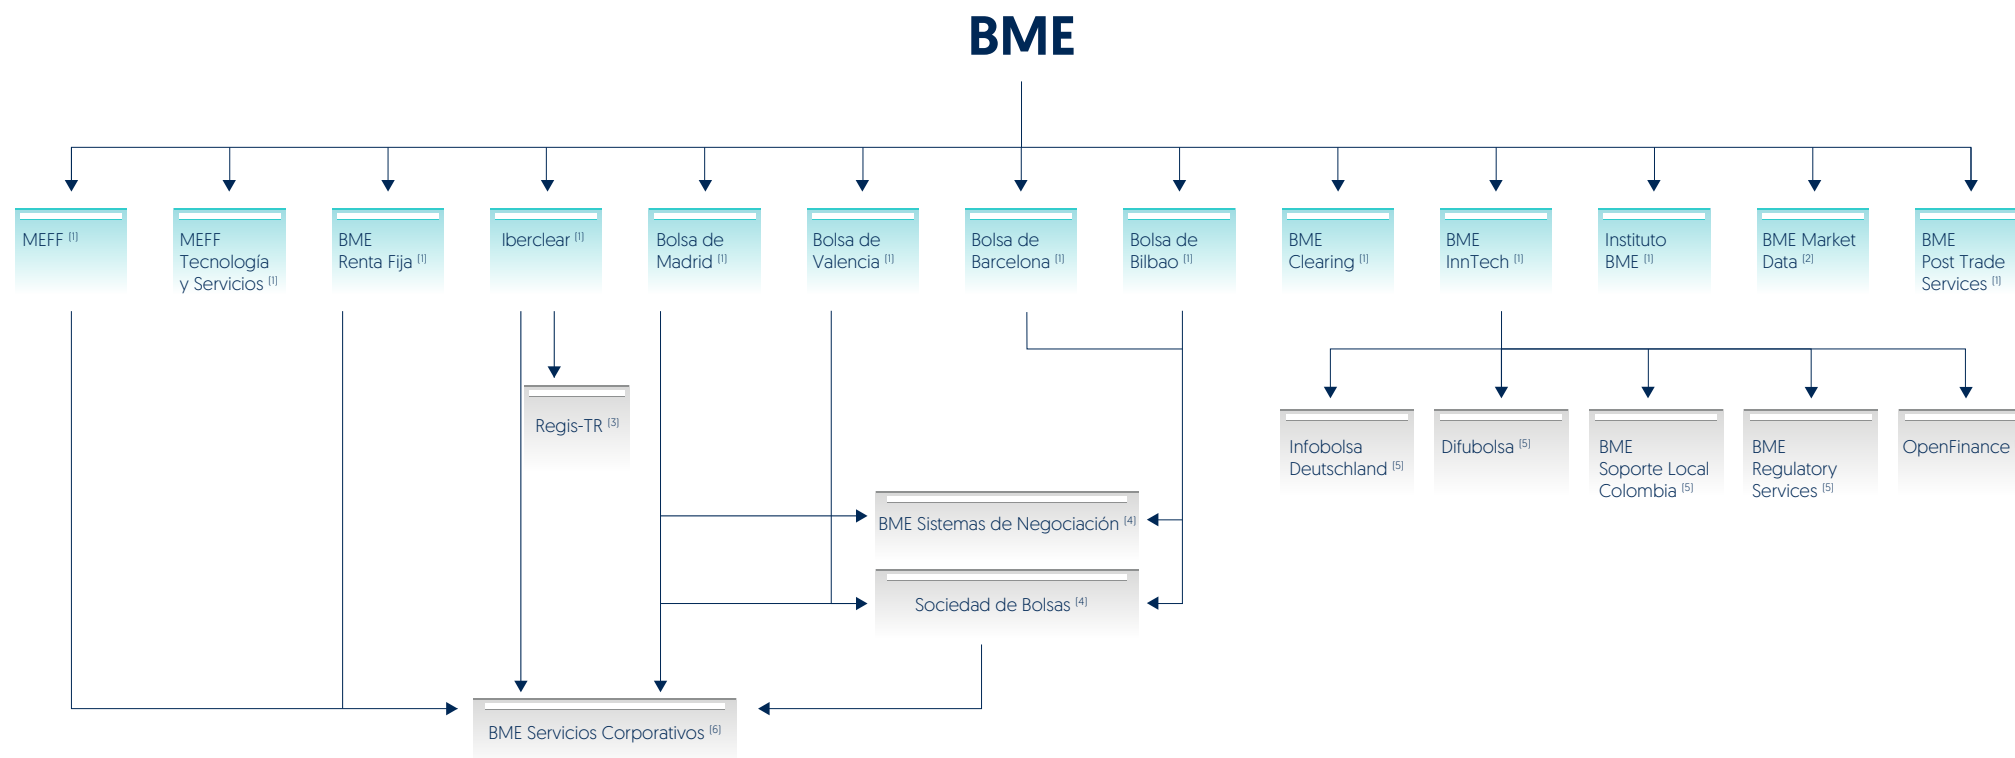 BME
MEFF [1]
MEFF
Tecnología
y Servicios [1]
BME
Renta Fija [1]
Iberclear [1]
Bolsa de
Madrid [1]
Bolsa de
Valencia [1]
Bolsa de
Barcelona [1]
Bolsa de
Bilbao [1]
BME
Clearing [1]
BME
InnTech [1]
Instituto
BME [1]
BME Market
Data [2]
BME
Post Trade
Services [1]
Regis-TR [3]
Infobolsa
Deutschland [5]
Difubolsa [5]
BME
Soporte Local
Colombia [5]
BME
Regulatory
Services [5]
OpenFinance
BME Sistemas de Negociación [4]
Sociedad de Bolsas [4]
BME Servicios Corporativos [6]